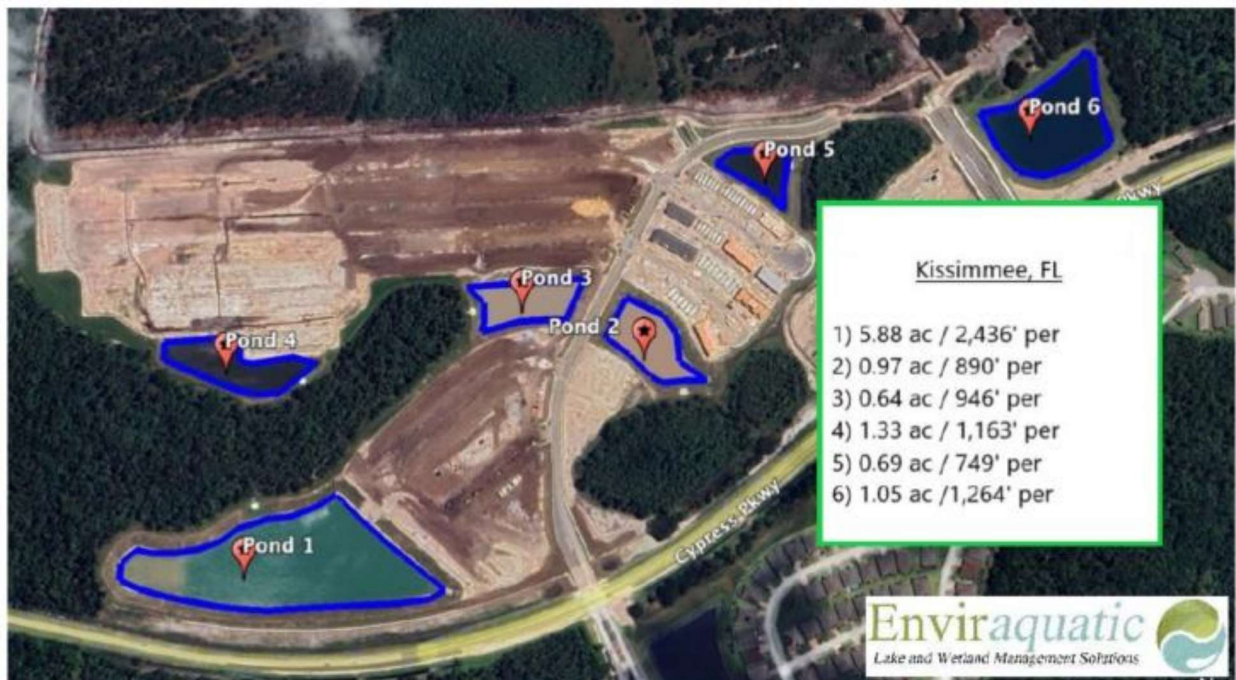 Pond 6
Pond 5
Pkwy
Kissimmee, FL
Pond 3
Pond 2
Pond 4
1) 5.88 ac / 2,436' per
2) 0.97 ac / 890' per
3) 0.64 ac / 946' per
4) 1.33 ac / 1,163' per
5) 0.69 ac / 749' per
6) 1.05 ac /1,264' per
Pond 1
Cypress Pkwy
Enviraquatic
Lake and Wetland Management Solutions